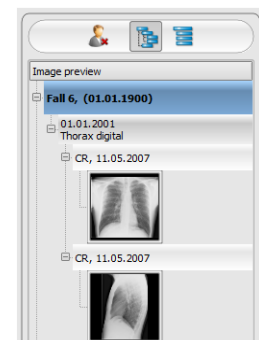 Image preview
Fall 6, (01.01.1900)
01.01.2001
Thorax digital
CR, 11.05.2007
CR, 11.05.2007